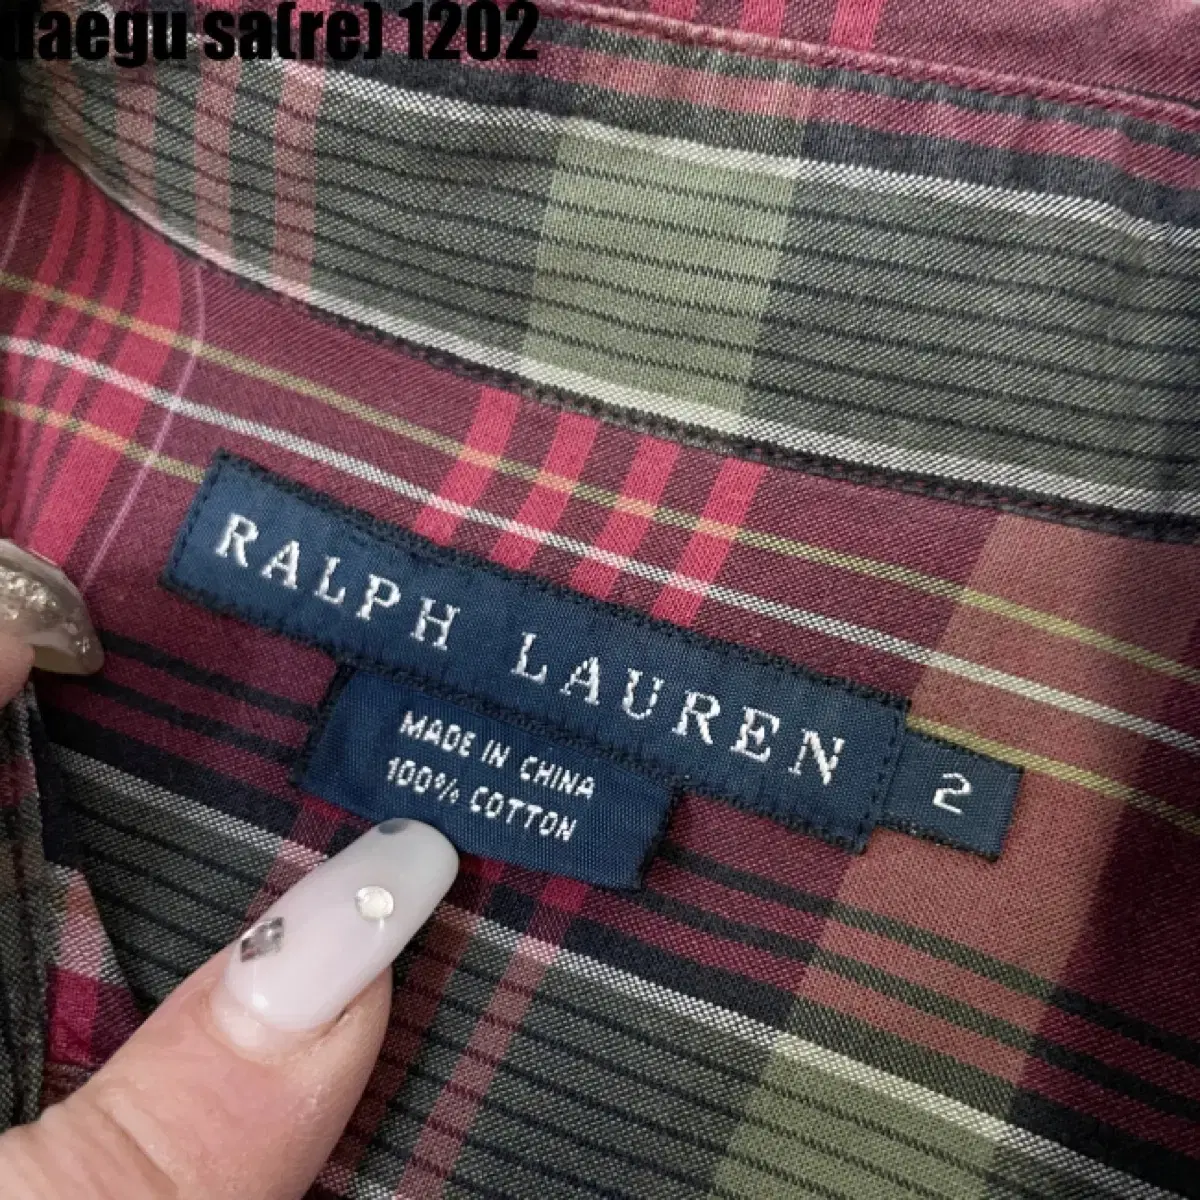 daegu sa(re) 1202
RALPH LAUREN
2
MADE IN CHINA
100% COTTON